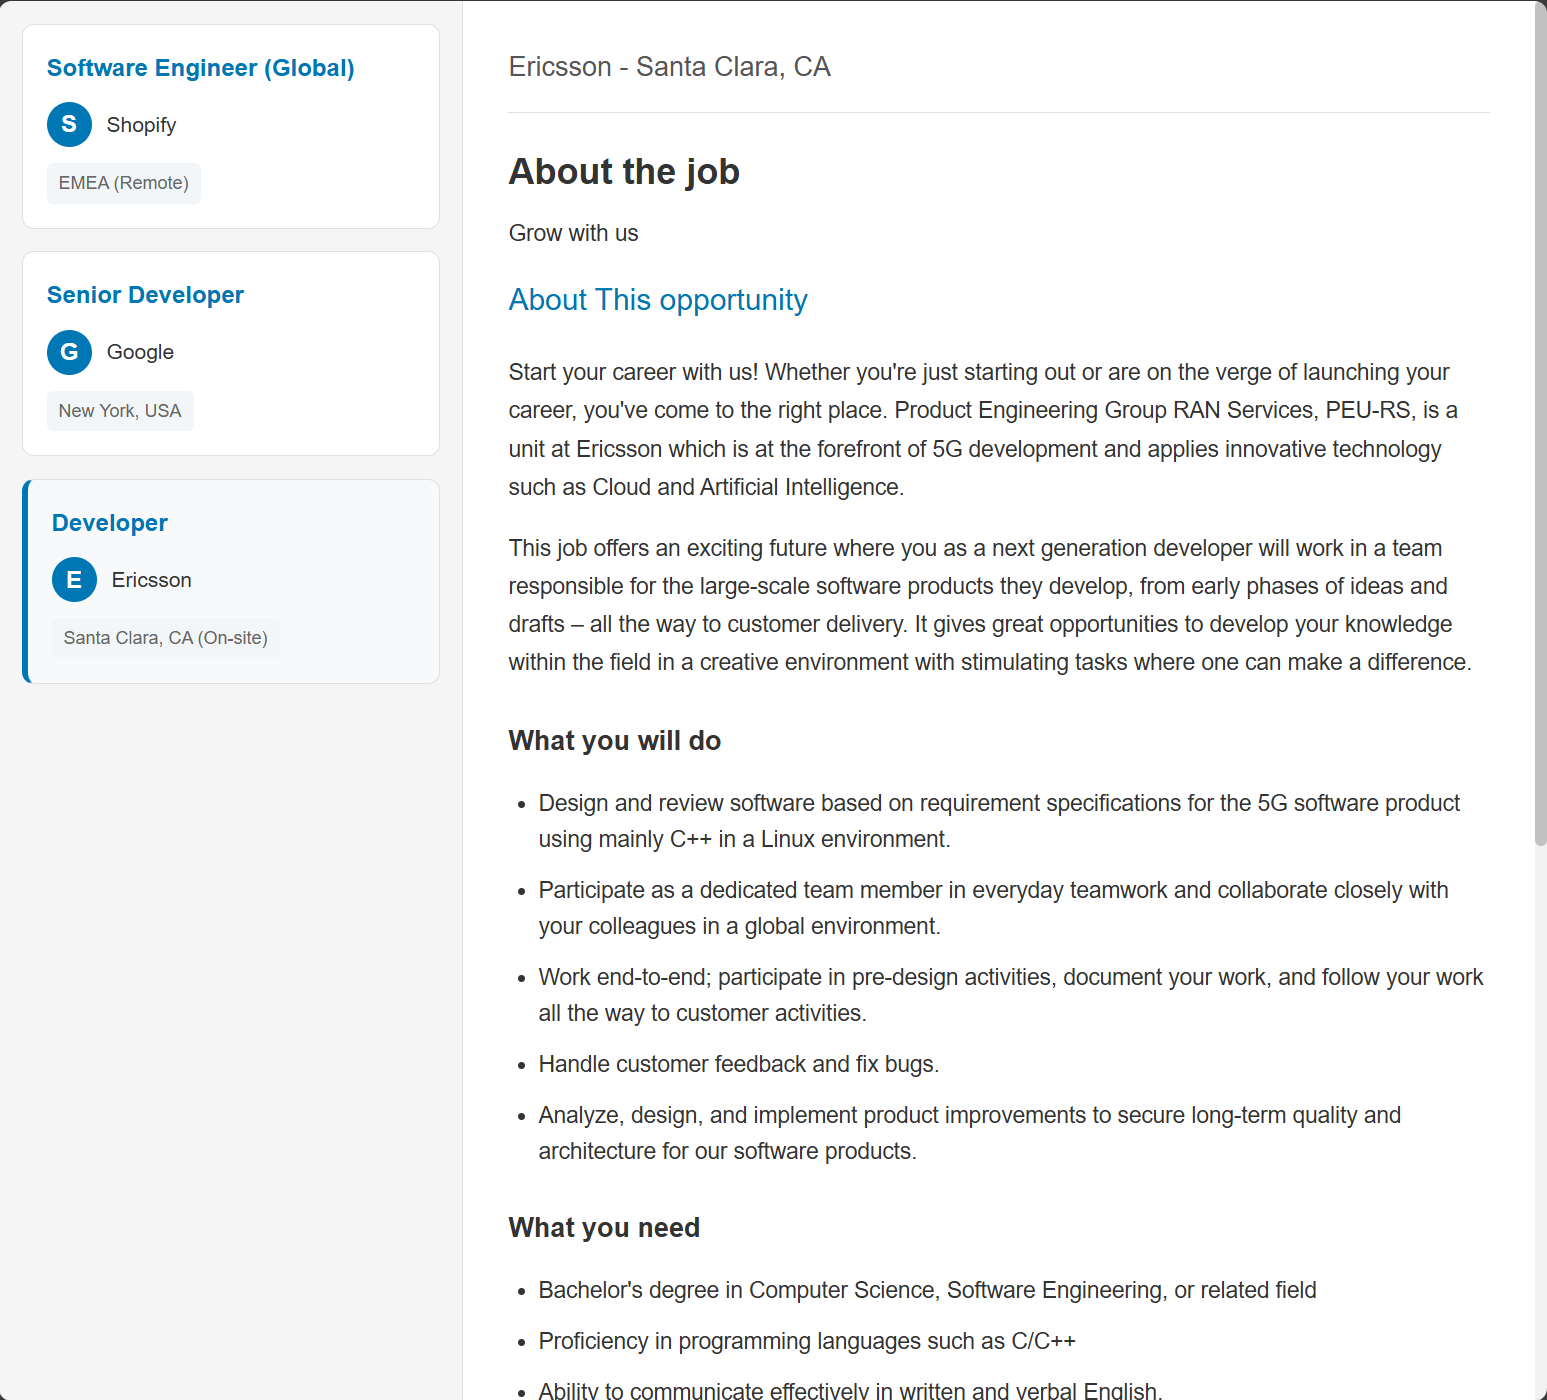 Software Engineer (Global)
S
Shopify
EMEA (Remote)
Senior Developer
G
Google
New York, USA
Developer
E
Ericsson
Santa Clara, CA (On-site)
Ericsson - Santa Clara, CA
About the job
Grow with us
About This opportunity
Start your career with us! Whether you're just starting out or are on the verge of launching your
career, you've come to the right place. Product Engineering Group RAN Services, PEU-RS, is a
unit at Ericsson which is at the forefront of 5G development and applies innovative technology
such as Cloud and Artificial Intelligence.
This job offers an exciting future where you as a next generation developer will work in a team
responsible for the large-scale software products they develop, from early phases of ideas and
drafts – all the way to customer delivery. It gives great opportunities to develop your knowledge
within the field in a creative environment with stimulating tasks where one can make a difference.
What you will do
• Design and review software based on requirement specifications for the 5G software product
using mainly C++ in a Linux environment.
• Participate as a dedicated team member in everyday teamwork and collaborate closely with
your colleagues in a global environment.
• Work end-to-end; participate in pre-design activities, document your work, and follow your work
all the way to customer activities.
• Handle customer feedback and fix bugs.
• Analyze, design, and implement product improvements to secure long-term quality and
architecture for our software products.
What you need
• Bachelor's degree in Computer Science, Software Engineering, or related field
• Proficiency in programming languages such as C/C++
• Ability to communicate effectively in written and verbal English.